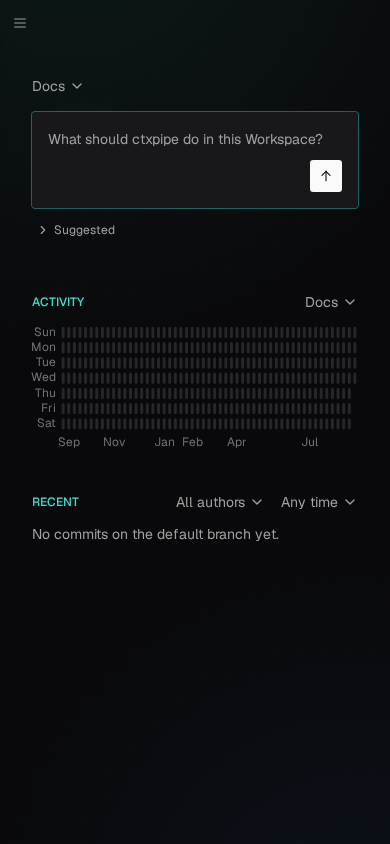 Docs
What should ctxpipe do in this Workspace?
Suggested
ACTIVITY
Docs
Sun
Mon
Tue
Wed
Thu
Fri
Sat
Sep Nov Jan Feb Apr Jul
RECENT
All authors
Any time
No commits on the default branch yet.